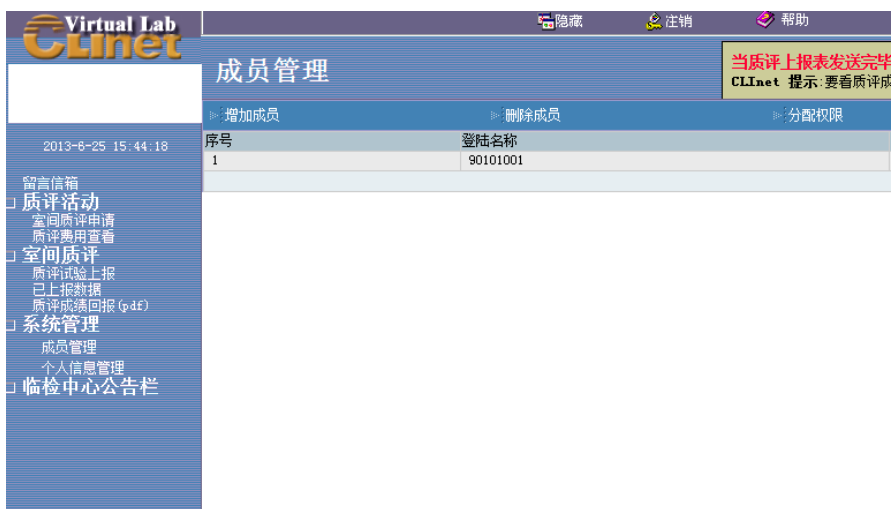 Virtual Lab
CLInet
隐藏 注销 帮助
成员管理
当质评上报表发送完毕
CLInet 提示:要看质评成
增加成员 删除成员 分配权限
序号 登陆名称
1 90101001
2013-6-25 15:44:18
留言信箱
质评活动
室间质评申请
质评费用查看
室间质评
质评试验上报
已上报数据
质评成绩回报(pdf)
系统管理
成员管理
个人信息管理
临检中心公告栏